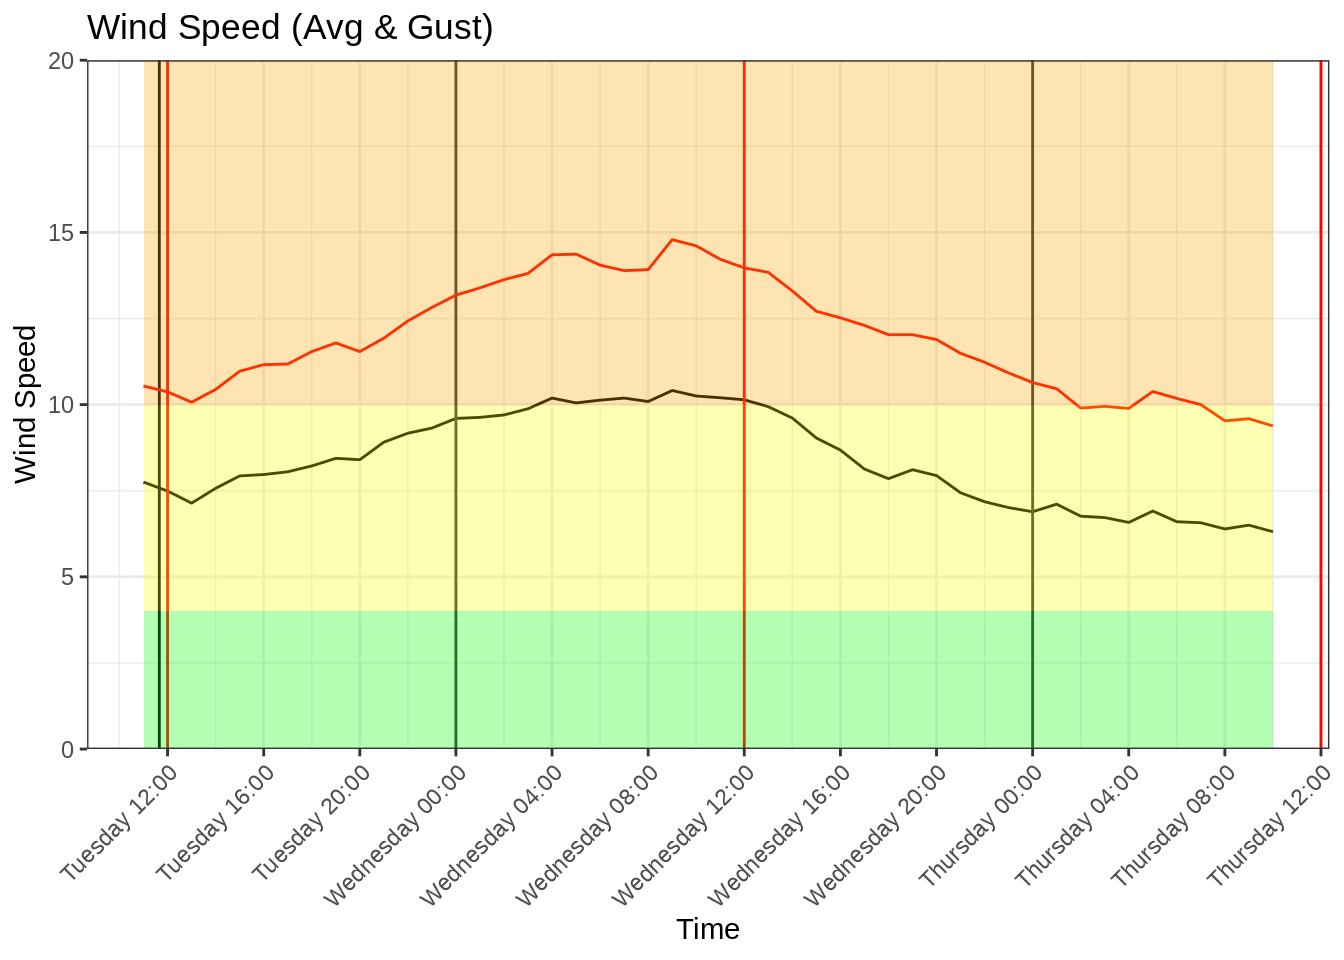 Wind Speed (Avg & Gust)
20
15
10
5
0
Wind Speed
Tuesday 12:00
Tuesday 16:00
Tuesday 20:00
Wednesday 00:00
Wednesday 04:00
Wednesday 08:00
Wednesday 12:00
Wednesday 16:00
Wednesday 20:00
Thursday 00:00
Thursday 04:00
Thursday 08:00
Thursday 12:00
Time